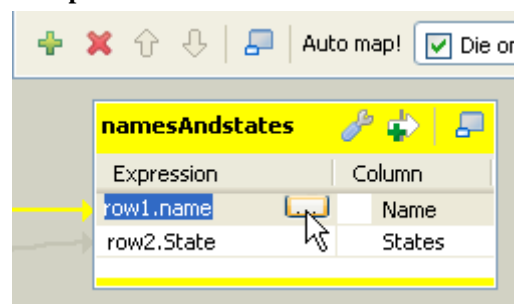 Auto map! Die or
namesAndstates
Expression Column
row1.name ... Name
row2.State States